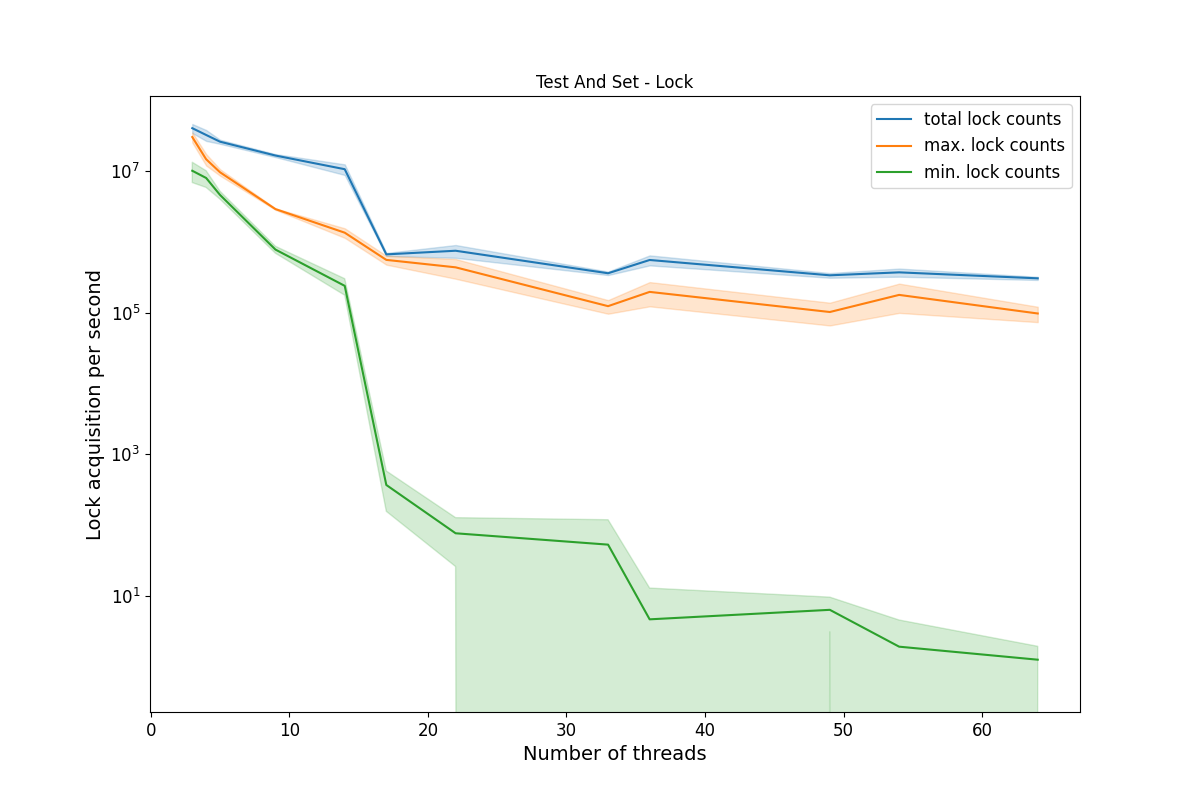 Test And Set - Lock
total lock counts
max. lock counts
min. lock counts
Lock acquisition per second
10^7
10^5
10^3
10^1
0 10 20 30 40 50 60
Number of threads